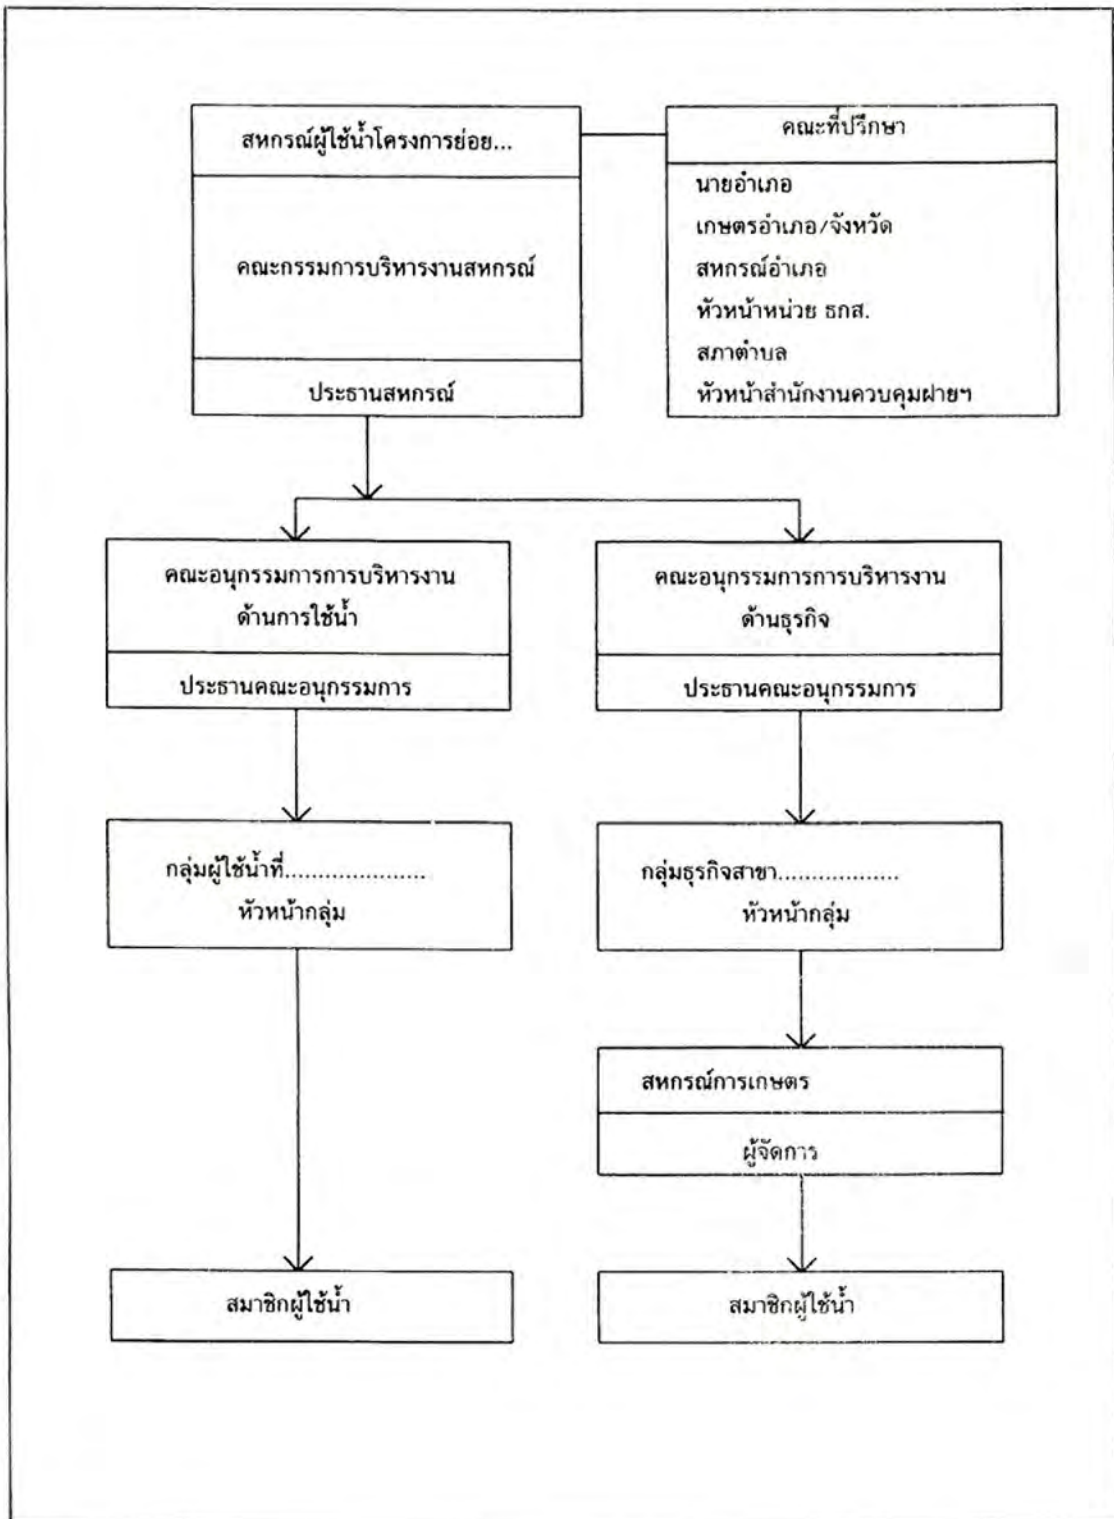 สหกรณ์ผู้ใช้น้ำโครงการย่อย...
คณะกรรมการบริหารงานสหกรณ์
ประธานสหกรณ์
คณะที่ปรึกษา
นายอำเภอ
เกษตรอำเภอ/จังหวัด
สหกรณ์อำเภอ
หัวหน้าหน่วย ธกส.
สภาตำบล
หัวหน้าสำนักงานควบคุมฝายฯ
คณะอนุกรรมการการบริหารงาน
ด้านการใช้น้ำ
ประธานคณะอนุกรรมการ
คณะอนุกรรมการการบริหารงาน
ด้านธุรกิจ
ประธานคณะอนุกรรมการ
กลุ่มผู้ใช้น้ำที่.....................
หัวหน้ากลุ่ม
กลุ่มธุรกิจสาขา..................
หัวหน้ากลุ่ม
สหกรณ์การเกษตร
ผู้จัดการ
สมาชิกผู้ใช้น้ำ
สมาชิกผู้ใช้น้ำ